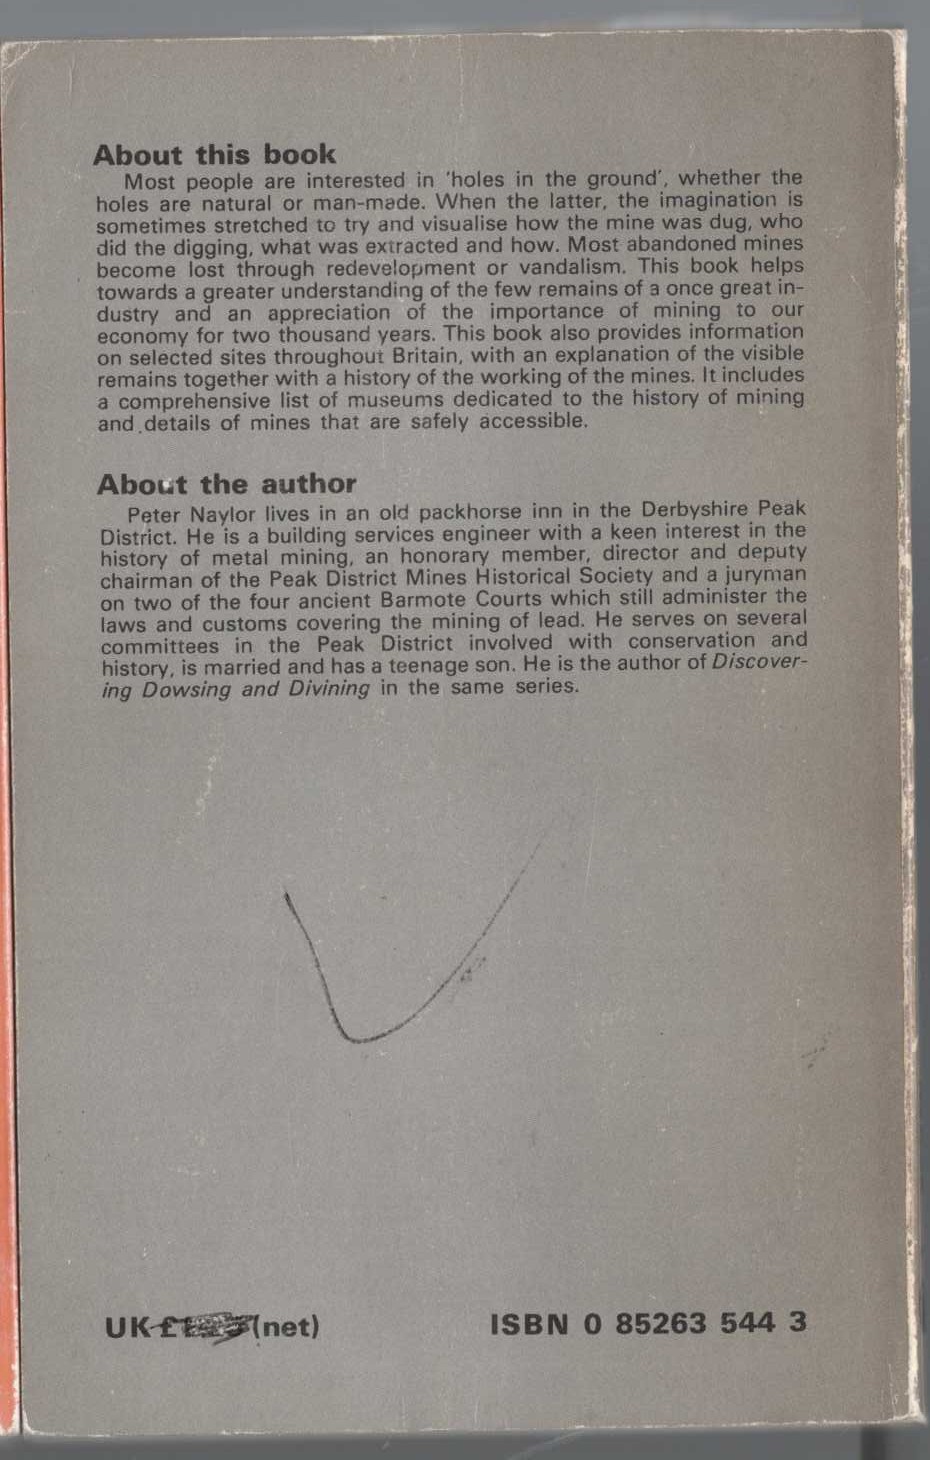 About this book
Most people are interested in 'holes in the ground', whether the
holes are natural or man-made. When the latter, the imagination is
sometimes stretched to try and visualise how the mine was dug, who
did the digging, what was extracted and how. Most abandoned mines
become lost through redevelopment or vandalism. This book helps
towards a greater understanding of the few remains of a once great in-
dustry and an appreciation of the importance of mining to our
economy for two thousand years. This book also provides information
on selected sites throughout Britain, with an explanation of the visible
remains together with a history of the working of the mines. It includes
a comprehensive list of museums dedicated to the history of mining
and details of mines that are safely accessible.
About the author
Peter Naylor lives in an old packhorse inn in the Derbyshire Peak
District. He is a building services engineer with a keen interest in the
history of metal mining, an honorary member, director and deputy
chairman of the Peak District Mines Historical Society and a juryman
on two of the four ancient Barmote Courts which still administer the
laws and customs covering the mining of lead. He serves on several
committees in the Peak District involved with conservation and
history, is married and has a teenage son. He is the author of Discover-
ing Dowsing and Divining in the same series.
UK (net)
ISBN 0 85263 544 3